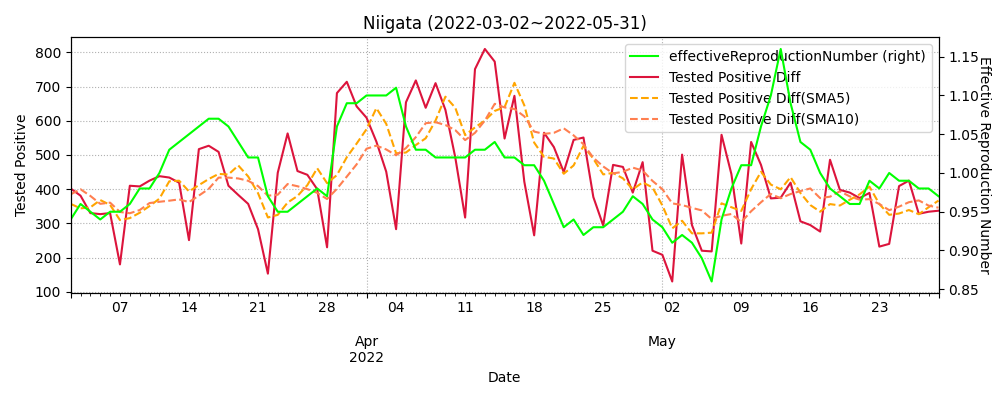 Niigata (2022-03-02~2022-05-31)
effectiveReproductionNumber (right)
Tested Positive Diff
Tested Positive Diff(SMA5)
Tested Positive Diff(SMA10)
Tested Positive
800
700
600
500
400
300
200
100
1.15
1.10
1.05
1.00
0.95
0.90
0.85
Effective Reproduction Number
07 14 21 28 04 11 18 25 02 09 16 23
Apr May
2022
Date